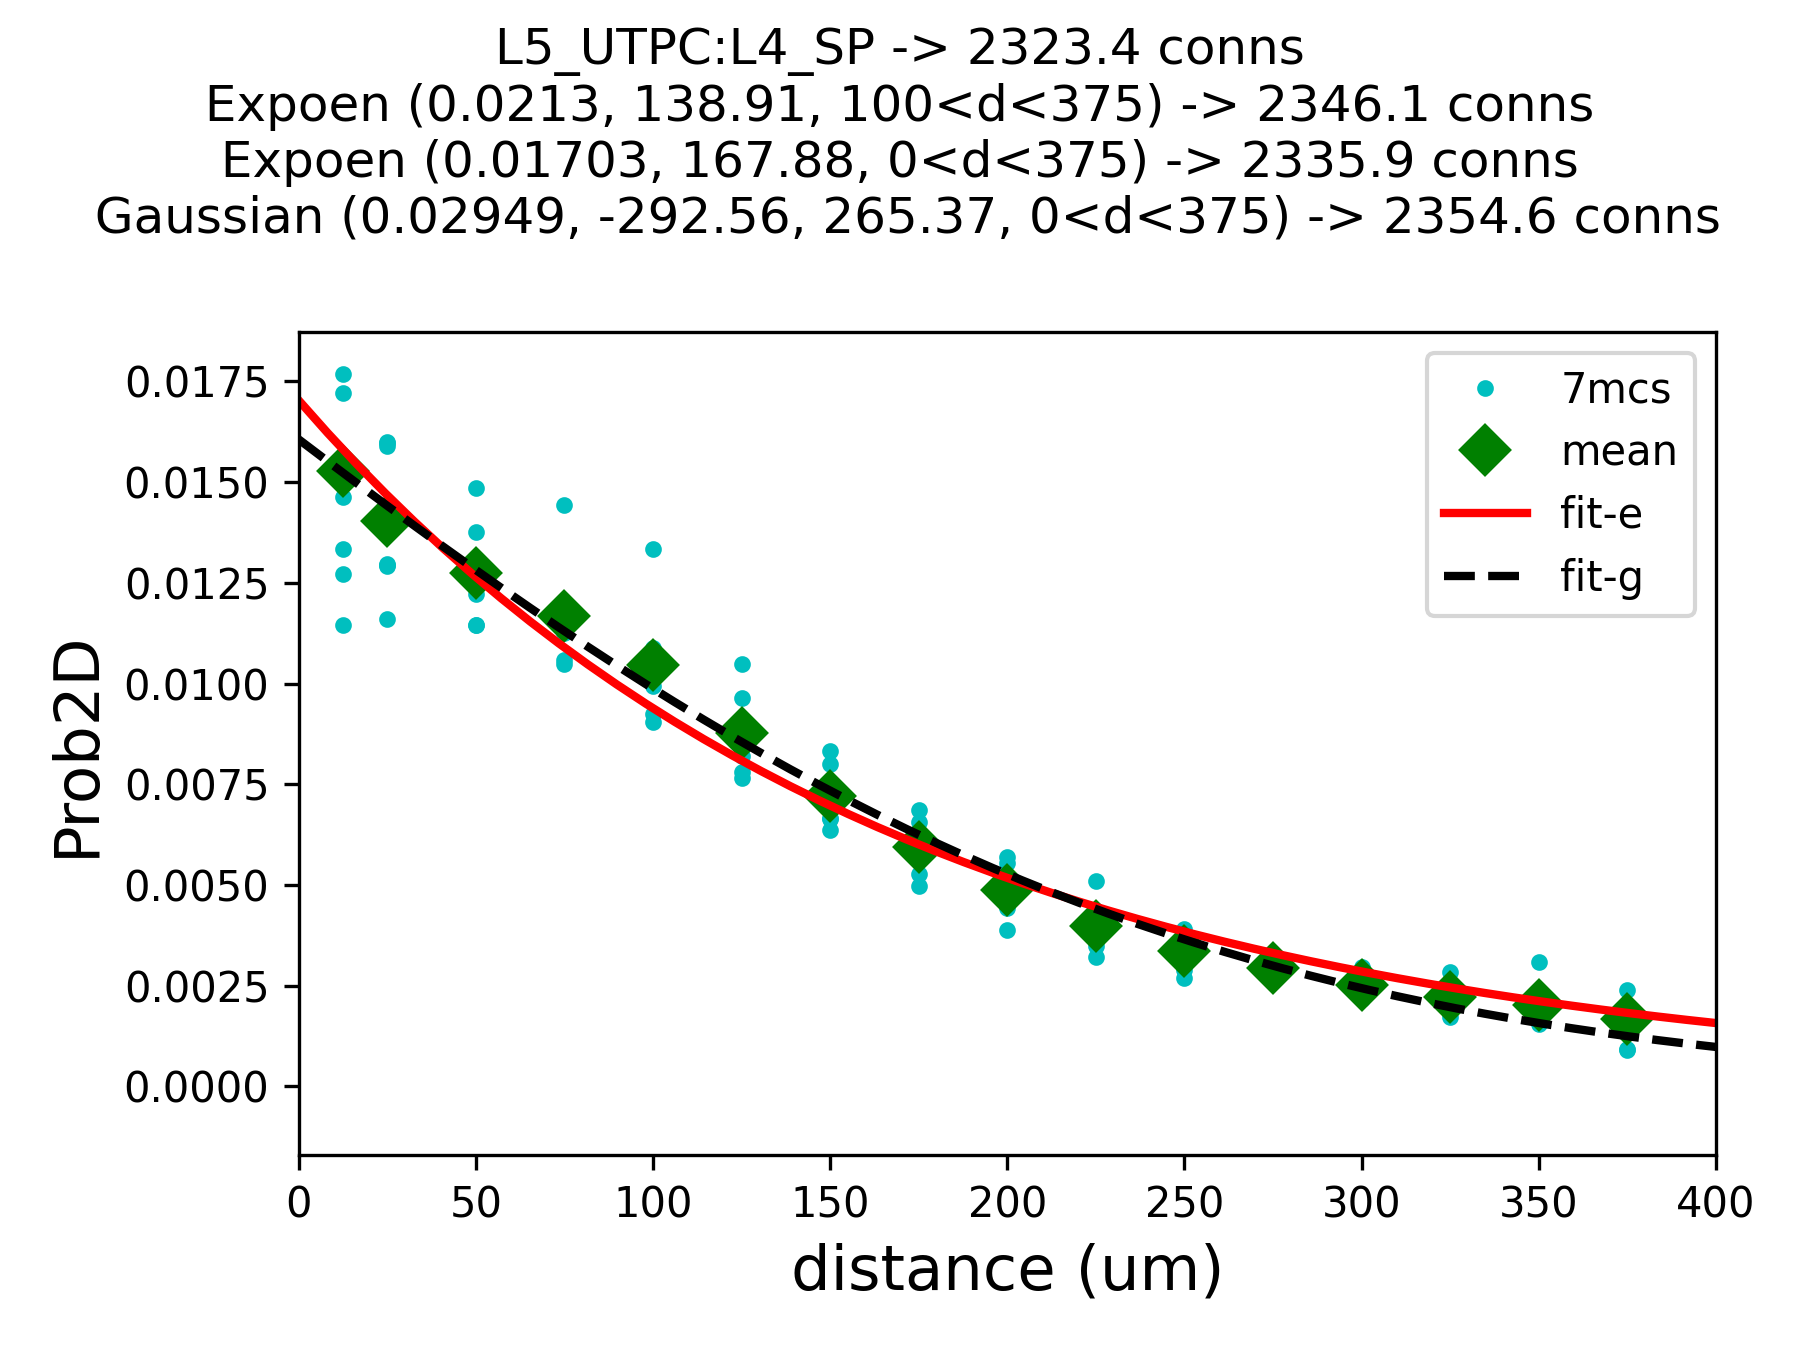 L5_UTPC:L4_SP -> 2323.4 conns
Expoen (0.0213, 138.91, 100<d<375) -> 2346.1 conns
Expoen (0.01703, 167.88, 0<d<375) -> 2335.9 conns
Gaussian (0.02949, -292.56, 265.37, 0<d<375) -> 2354.6 conns
7mcs
mean
fit-e
fit-g
Prob2D
0.0175
0.0150
0.0125
0.0100
0.0075
0.0050
0.0025
0.0000
0 50 100 150 200 250 300 350 400
distance (um)